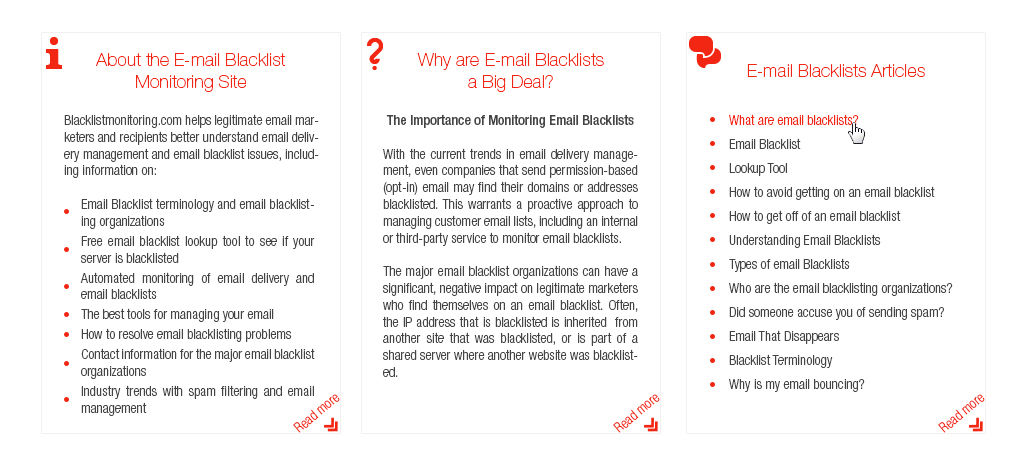 About the E-mail Blacklist
Monitoring Site
Blacklistmonitoring.com helps legitimate email mar-
keters and recipients better understand email deliv-
ery management and email blacklist issues, includ-
ing information on:
Email Blacklist terminology and email blacklist-
ing organizations
Free email blacklist lookup tool to see if your
server is blacklisted
Automated monitoring of email delivery and
email blacklists
The best tools for managing your email
How to resolve email blacklisting problems
Contact information for the major email blacklist
organizations
Industry trends with spam filtering and email
management
Read more
Why are E-mail Blacklists
a Big Deal?
The Importance of Monitoring Email Blacklists
With the current trends in email delivery manage-
ment, even companies that send permission-based
(opt-in) email may find their domains or addresses
blacklisted. This warrants a proactive approach to
managing customer email lists, including an internal
or third-party service to monitor email blacklists.
The major email blacklist organizations can have a
significant, negative impact on legitimate marketers
who find themselves on an email blacklist. Often,
the IP address that is blacklisted is inherited from
another site that was blacklisted, or is part of a
shared server where another website was blacklist-
ed.
Read more
E-mail Blacklists Articles
What are email blacklists?
Email Blacklist
Lookup Tool
How to avoid getting on an email blacklist
How to get off of an email blacklist
Understanding Email Blacklists
Types of email Blacklists
Who are the email blacklisting organizations?
Did someone accuse you of sending spam?
Email That Disappears
Blacklist Terminology
Why is my email bouncing?
Read more